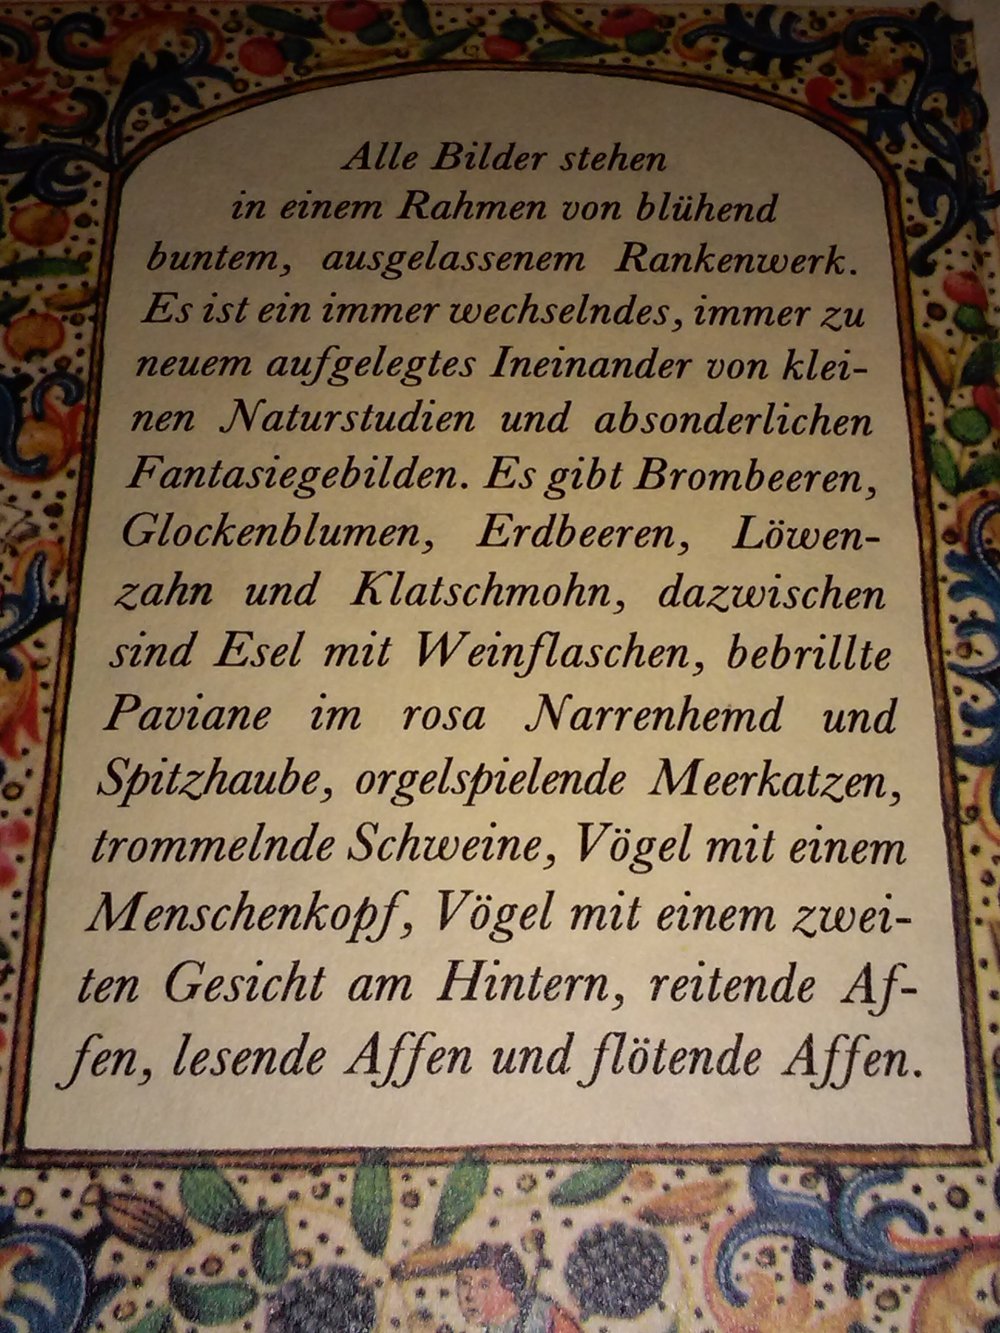 Alle Bilder stehen
in einem Rahmen von blühend
buntem, ausgelassenem Rankenwerk.
Es ist ein immer wechselndes, immer zu
neuem aufgelegtes Ineinander von klei-
nen Naturstudien und absonderlichen
Fantasiegebilden. Es gibt Brombeeren,
Glockenblumen, Erdbeeren, Löwen-
zahn und Klatschmohn, dazwischen
sind Esel mit Weinflaschen, bebrillte
Paviane im rosa Narrenhemd und
Spitzhaube, orgelspielende Meerkatzen,
trommelnde Schweine, Vögel mit einem
Menschenkopf, Vögel mit einem zwei-
ten Gesicht am Hintern, reitende Af-
fen, lesende Affen und flötende Affen.